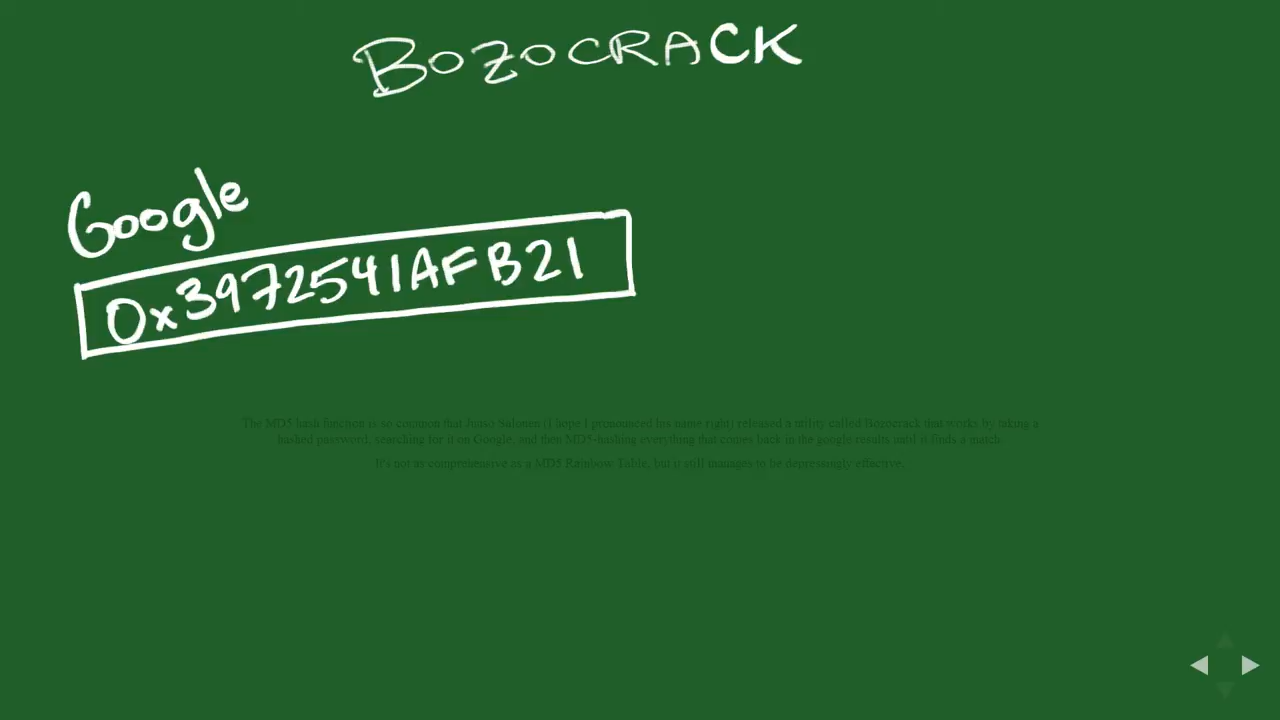 BOZOCRACK
Google
0x3972541AFB21
The MD5 hash function is so common that Juuso Salonen (I hope I pronounced his name right) released a utility called Bozocrack that works by taking a
hashed password, searching for it on Google, and then MD5-hashing everything that comes back in the google results until it finds a match.
It's not as comprehensive as a MD5 Rainbow Table, but it still manages to be depressingly effective.